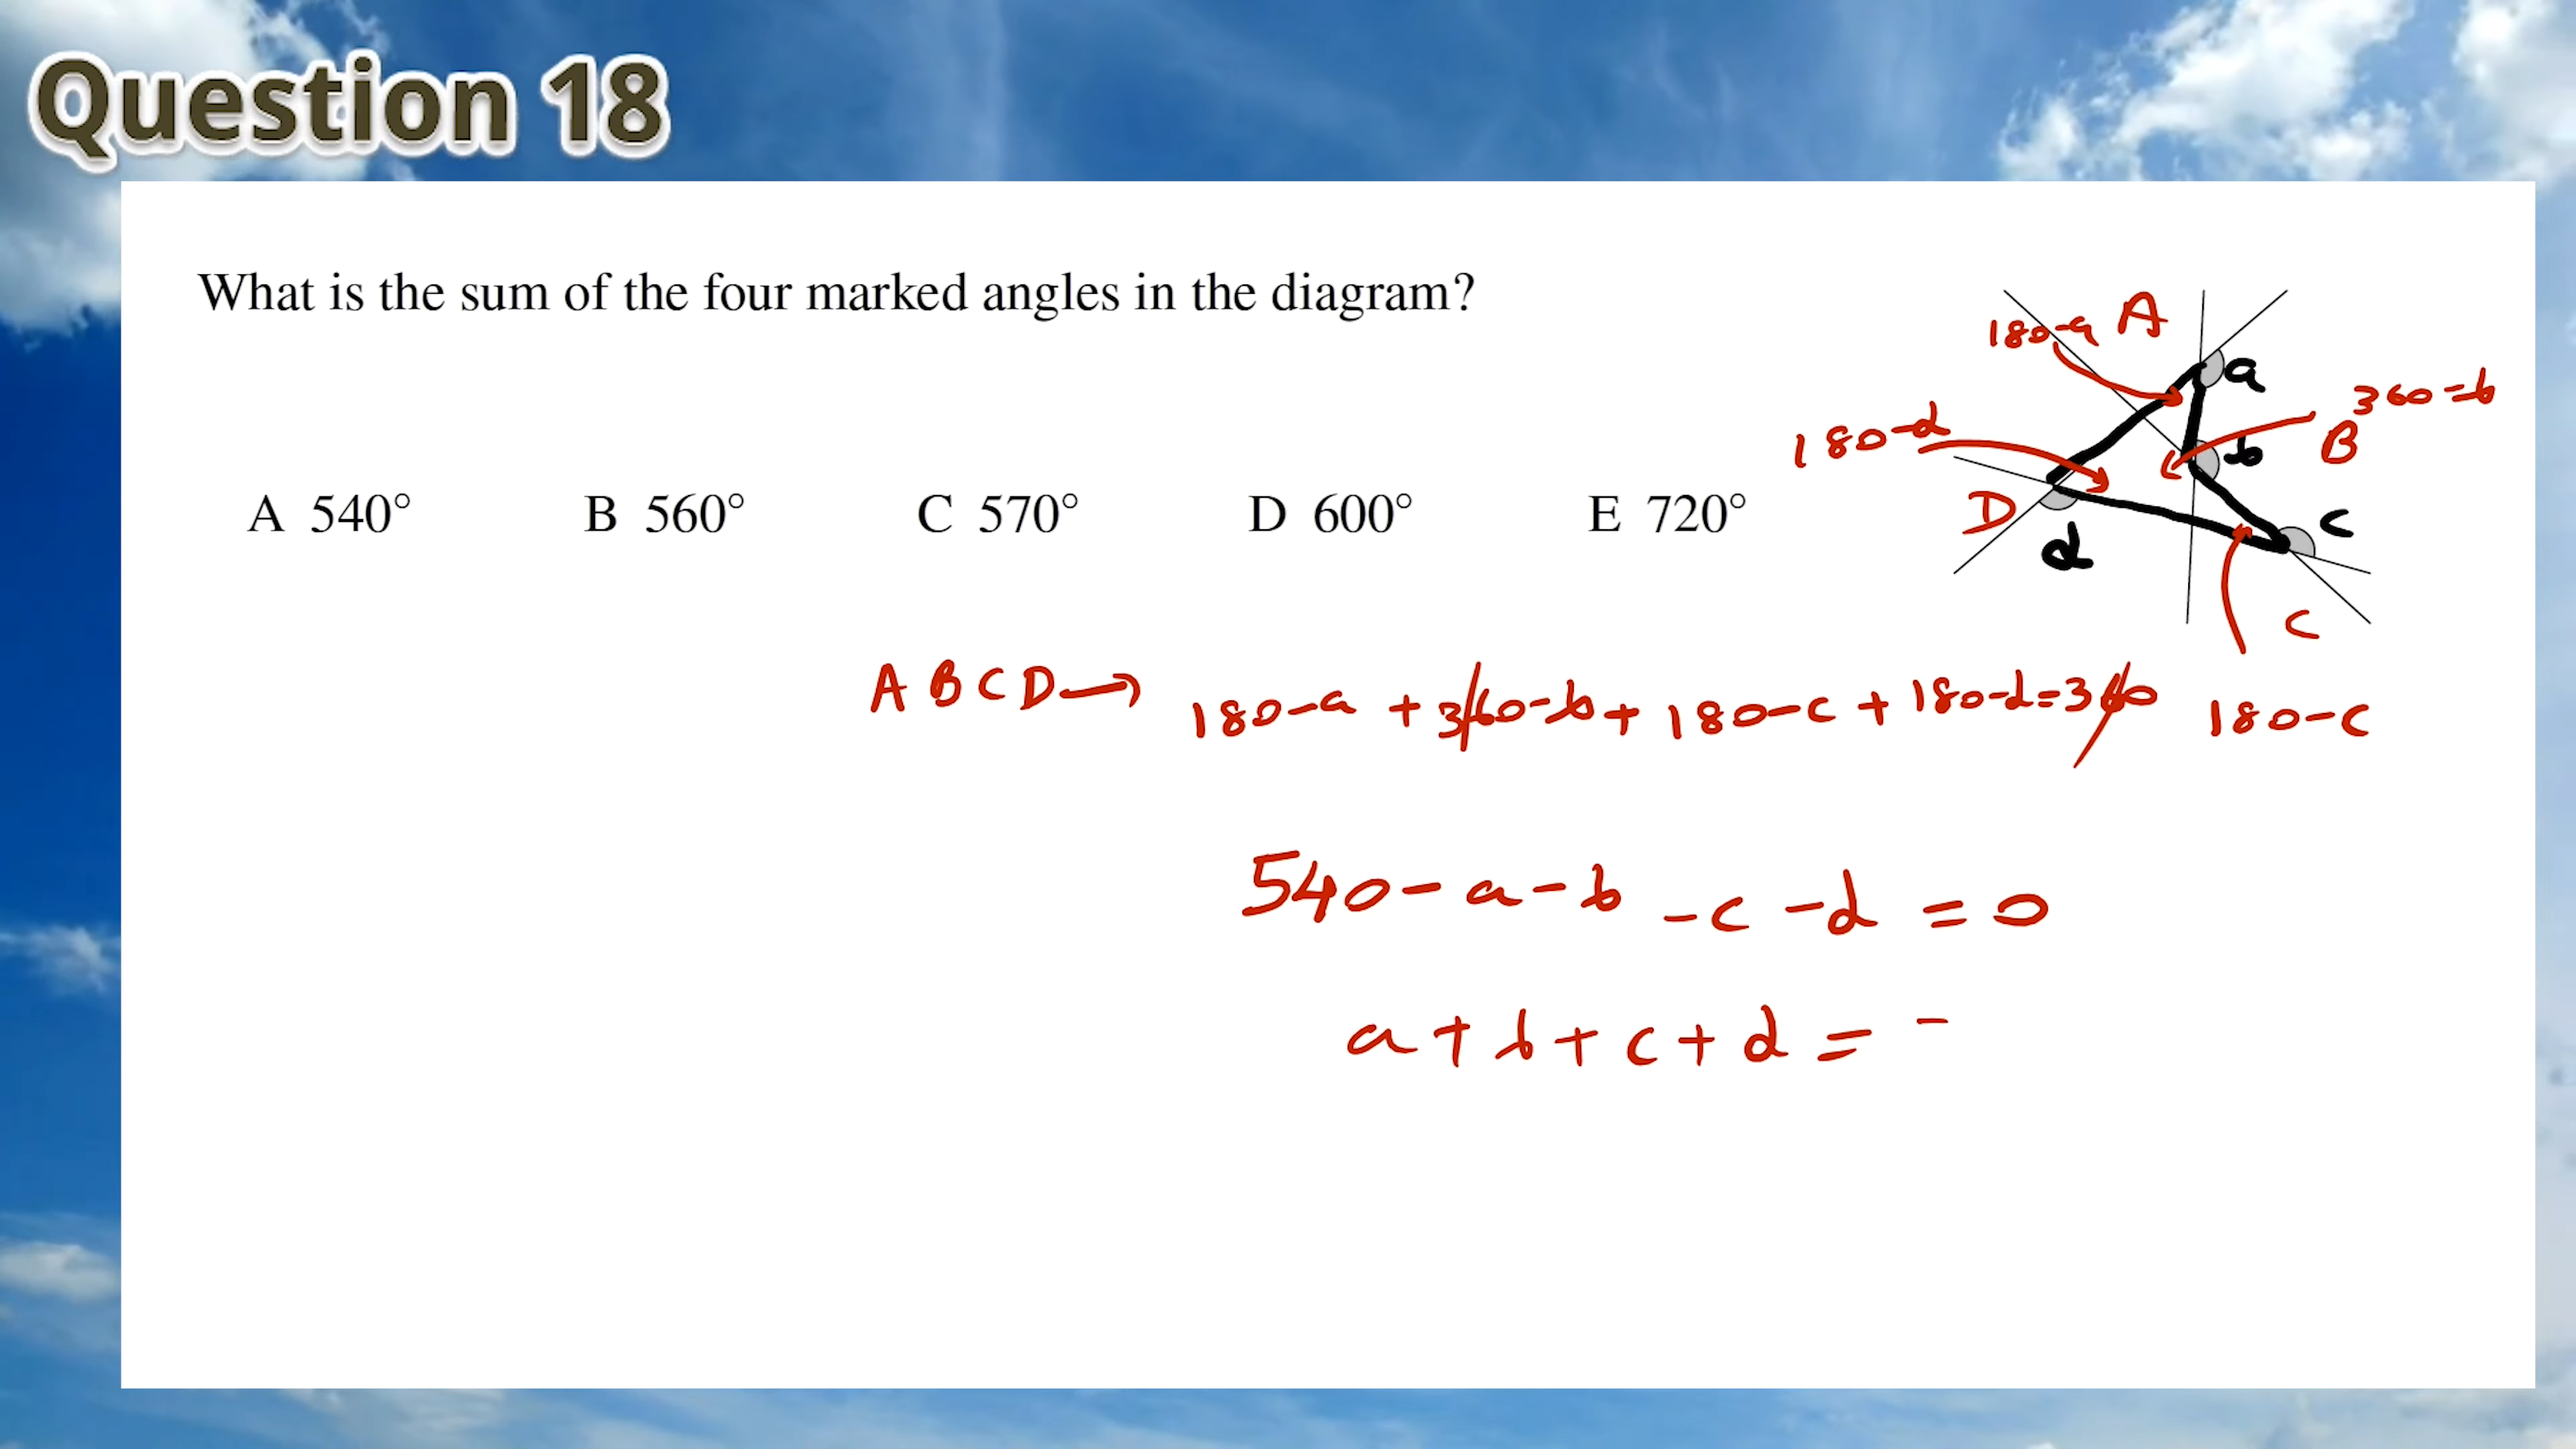 Question 18
What is the sum of the four marked angles in the diagram?
A 540° B 560° C 570° D 600° E 720°
180-a A
a
360-b
180-d
b B
D
d
c
C
180-c
A B C D → 180-a + 360-b + 180-c + 180-d = 360
540 - a - b - c - d = 0
a + b + c + d =